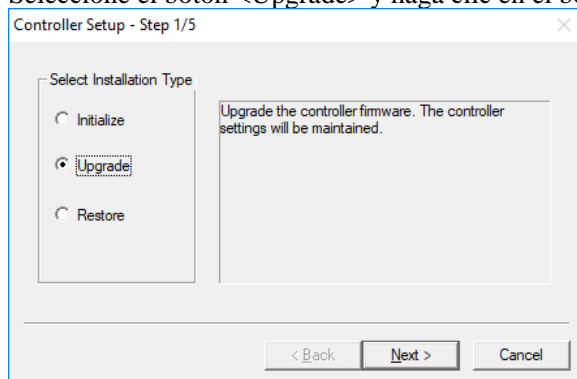 Seleccione el botón <Upgrade> y haga clic en el bo
Controller Setup - Step 1/5
Select Installation Type
Initialize
Upgrade
Restore
Upgrade the controller firmware. The controller
settings will be maintained.
< Back
Next >
Cancel